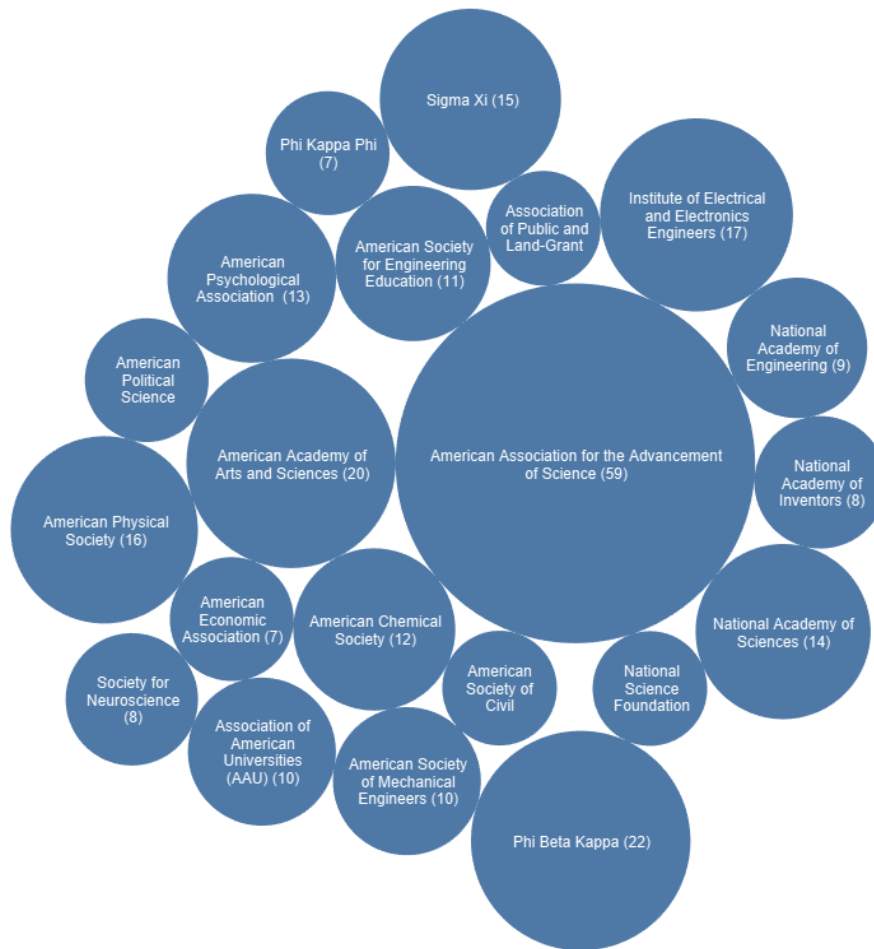 Sigma Xi (15)
Phi Kappa Phi
(7)
Association
of Public and
Land-Grant
Institute of Electrical
and Electronics
Engineers (17)
American Society
for Engineering
Education (11)
American
Psychological
Association  (13)
National
Academy of
Engineering (9)
American
Political
Science
American Academy of
Arts and Sciences (20)
American Association for the Advancement
of Science (59)
National
Academy of
Inventors (8)
American Physical
Society (16)
American
Economic
Association (7)
American Chemical
Society (12)
National Academy of
Sciences (14)
American
Society of
Civil
National
Science
Foundation
Society for
Neuroscience
(8)
Association of
American
Universities
(AAU) (10)
American Society
of Mechanical
Engineers (10)
Phi Beta Kappa (22)